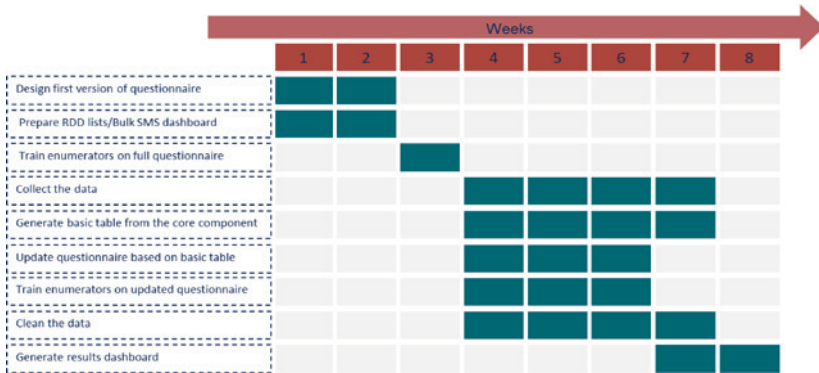 Weeks
1 2 3 4 5 6 7 8
Design first version of questionnaire
Prepare RDD lists/Bulk SMS dashboard
Train enumerators on full questionnaire
Collect the data
Generate basic table from the core component
Update questionnaire based on basic table
Train enumerators on updated questionnaire
Clean the data
Generate results dashboard